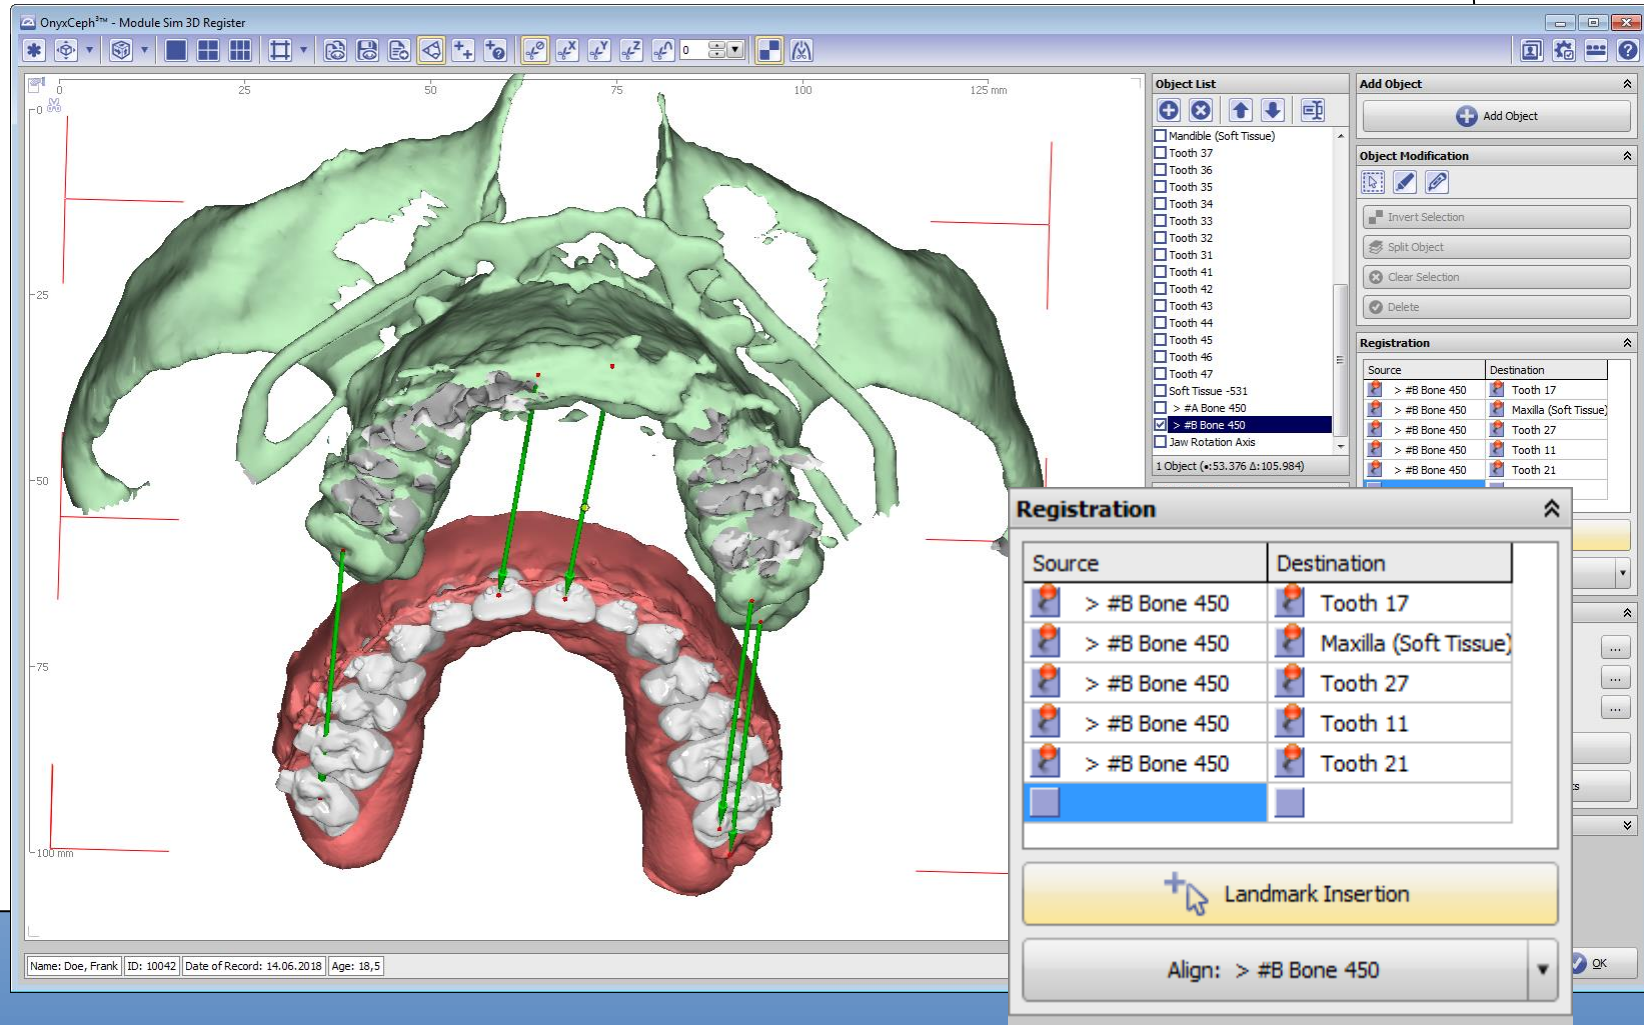 OnyxCeph³™ - Module Sim 3D Register
0
0 25 50 75 100 125 mm
0
25
50
75
100 mm
Object List
Mandible (Soft Tissue)
Tooth 37
Tooth 36
Tooth 35
Tooth 34
Tooth 33
Tooth 32
Tooth 31
Tooth 41
Tooth 42
Tooth 43
Tooth 44
Tooth 45
Tooth 46
Tooth 47
Soft Tissue -531
> #A Bone 450
> #B Bone 450
Jaw Rotation Axis
1 Object (•:53.376 Δ:105.984)
Add Object
Add Object
Object Modification
Invert Selection
Split Object
Clear Selection
Delete
Registration
Source Destination
> #B Bone 450 Tooth 17
> #B Bone 450 Maxilla (Soft Tissue)
> #B Bone 450 Tooth 27
> #B Bone 450 Tooth 11
> #B Bone 450 Tooth 21
Registration
Source Destination
> #B Bone 450 Tooth 17
> #B Bone 450 Maxilla (Soft Tissue)
> #B Bone 450 Tooth 27
> #B Bone 450 Tooth 11
> #B Bone 450 Tooth 21
Landmark Insertion
Align: > #B Bone 450
...
...
...
OK
Name: Doe, Frank ID: 10042 Date of Record: 14.06.2018 Age: 18,5